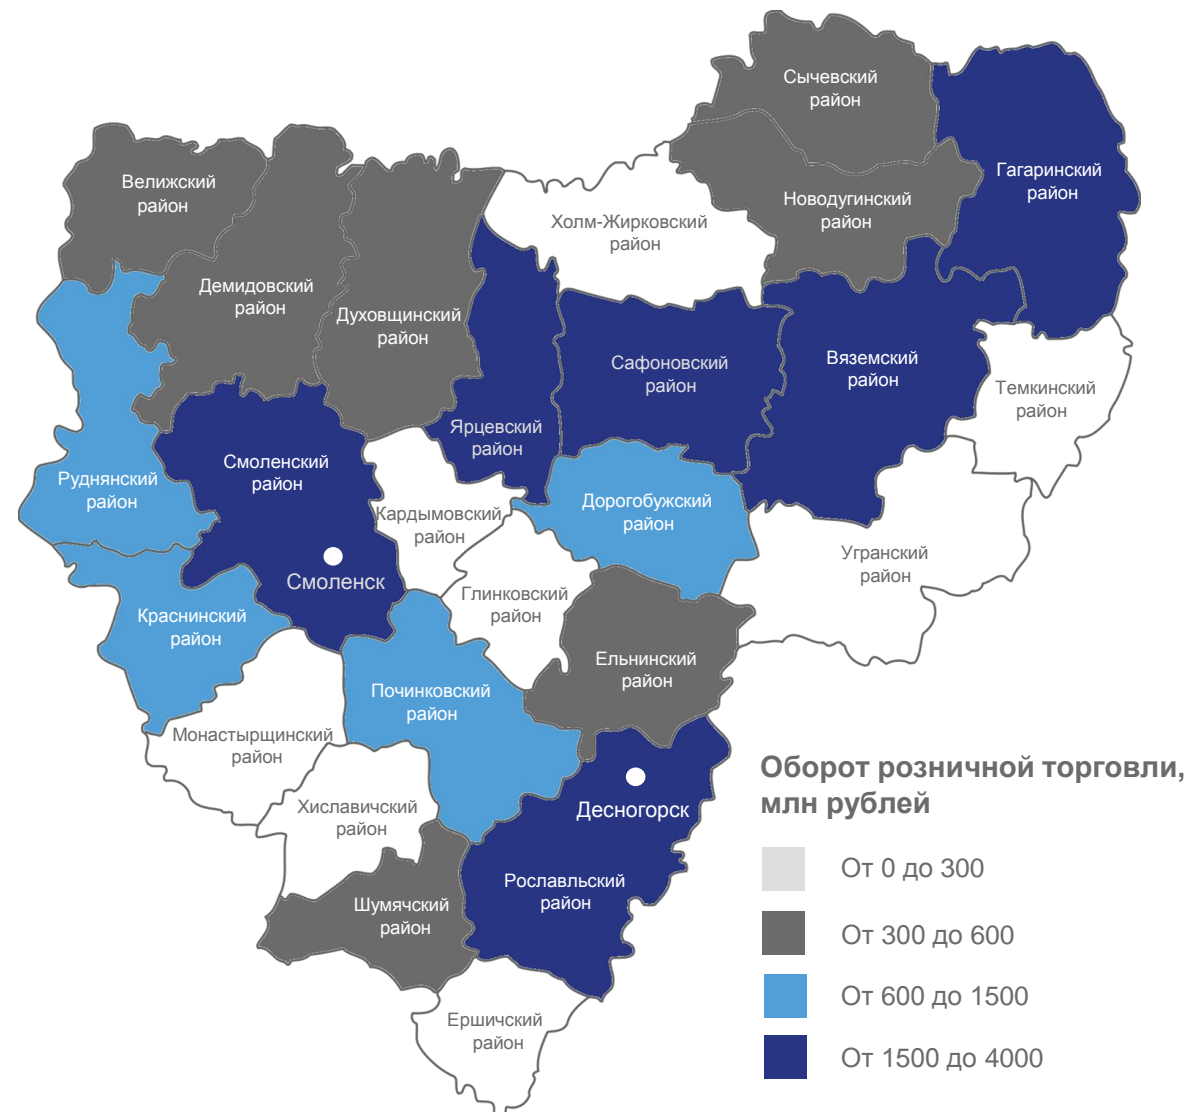 Сычевский
район
Гагаринский
район
Велижский
район
Новодугинский
район
Холм-Жирковский
район
Демидовский
район
Духовщинский
район
Сафоновский
район
Вяземский
район
Темкинский
район
Ярцевский
район
Смоленский
район
Руднянский
район
Дорогобужский
район
Кардымовский
район
Угранский
район
Смоленск
Глинковский
район
Краснинский
район
Ельнинский
район
Починковский
район
Монастырщинский
район
Хиславичский
район
Десногорск
Рославльский
район
Шумячский
район
Ершичский
район
Оборот розничной торговли,
млн рублей
От 0 до 300
От 300 до 600
От 600 до 1500
От 1500 до 4000